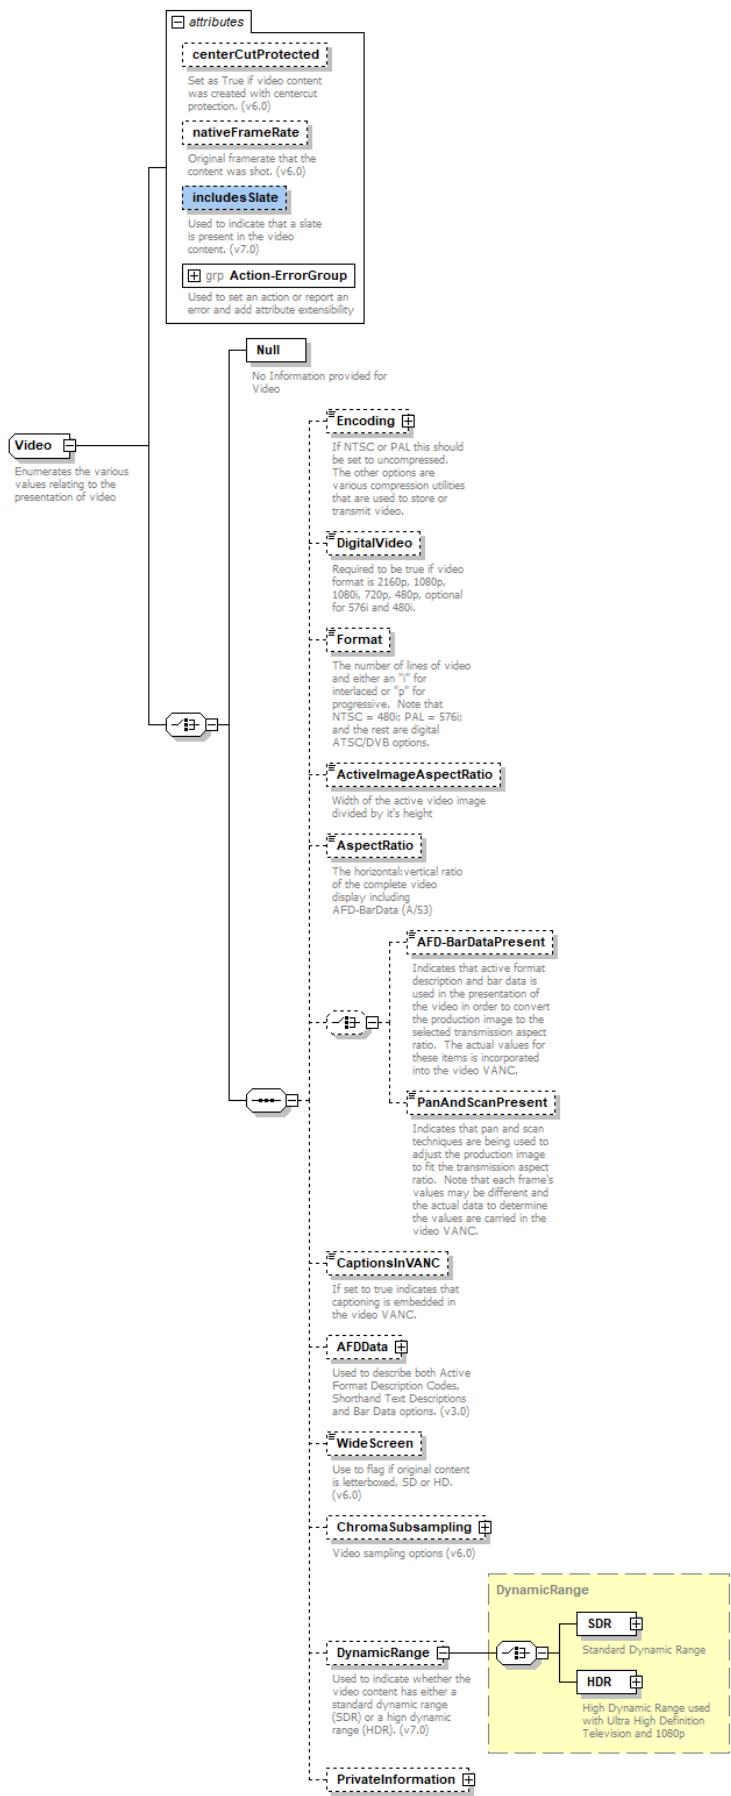 attributes
centerCutProtected
Set as True if video content
was created with centercut
protection. (v6.0)
nativeFrameRate
Original framerate that the
content was shot. (v6.0)
includesSlate
Used to indicate that a slate
is present in the video
content. (v7.0)
grp Action-ErrorGroup
Used to set an action or report an
error and add attribute extensibility
Null
No Information provided for
Video
Video
Enumerates the various
values relating to the
presentation of video
Encoding
If NTSC or PAL this should
be set to uncompressed.
The other options are
various compression utilities
that are used to store or
transmit video.
DigitalVideo
Required to be true if video
format is 2160p, 1080p,
1080i, 720p, 480p, optional
for 576i and 480i.
Format
The number of lines of video
and either an "i" for
interlaced or "p" for
progressive. Note that
NTSC = 480i; PAL = 576i;
and the rest are digital
ATSC/DVB options.
ActiveImageAspectRatio
Width of the active video image
divided by it's height
AspectRatio
The horizontal:vertical ratio
of the complete video
display including
AFD-BarData (A/53)
AFD-BarDataPresent
Indicates that active format
description and bar data is
used in the presentation of
the video in order to convert
the production image to the
selected transmission aspect
ratio. The actual values for
these items is incorporated
into the video VANC.
PanAndScanPresent
Indicates that pan and scan
techniques are being used to
adjust the production image
to fit the transmission aspect
ratio. Note that each frame's
values may be different and
the actual data to determine
the values are carried in the
video VANC.
CaptionsInVANC
If set to true indicates that
captioning is embedded in
the video VANC.
AFDData
Used to describe both Active
Format Description Codes,
Shorthand Text Descriptions
and Bar Data options. (v3.0)
WideScreen
Use to flag if original content
is letterboxed, SD or HD.
(v6.0)
ChromaSubsampling
Video sampling options (v6.0)
DynamicRange
SDR
Standard Dynamic Range
DynamicRange
Used to indicate whether the
video content has either a
standard dynamic range
(SDR) or a hign dynamic
range (HDR). (v7.0)
HDR
High Dynamic Range used
with Ultra High Definition
Television and 1080p
PrivateInformation